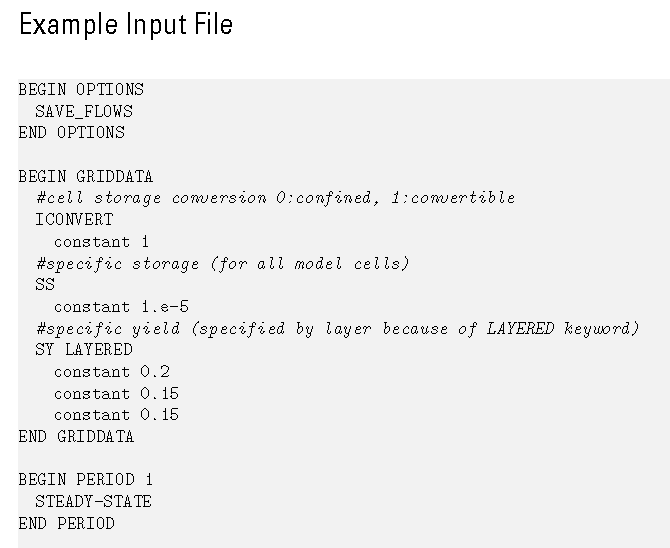 Example Input File
BEGIN OPTIONS
SAVE_FLOWS
END OPTIONS
BEGIN GRIDDATA
#cell storage conversion 0:confined, 1:convertible
ICONVERT
constant 1
#specific storage (for all model cells)
SS
constant 1.e-5
#specific yield (specified by layer because of LAYERED keyword)
SY LAYERED
constant 0.2
constant 0.15
constant 0.15
END GRIDDATA
BEGIN PERIOD 1
STEADY-STATE
END PERIOD